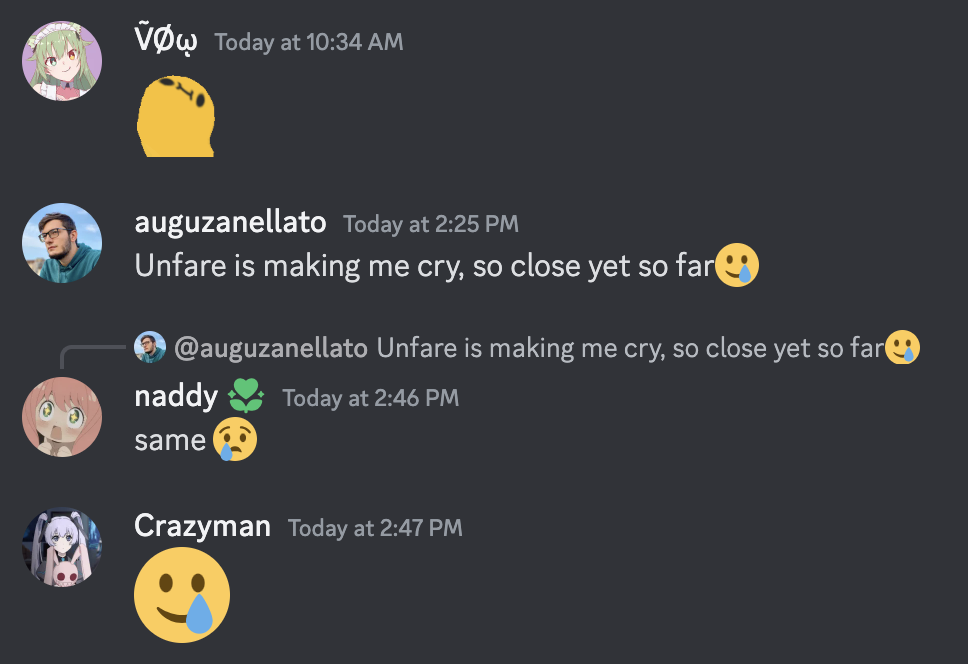 ṼØῳ Today at 10:34 AM
auguzanellato Today at 2:25 PM
Unfare is making me cry, so close yet so far🥲
@auguzanellato Unfare is making me cry, so close yet so far🥲
naddy Today at 2:46 PM
same 😢
Crazyman Today at 2:47 PM
🥲